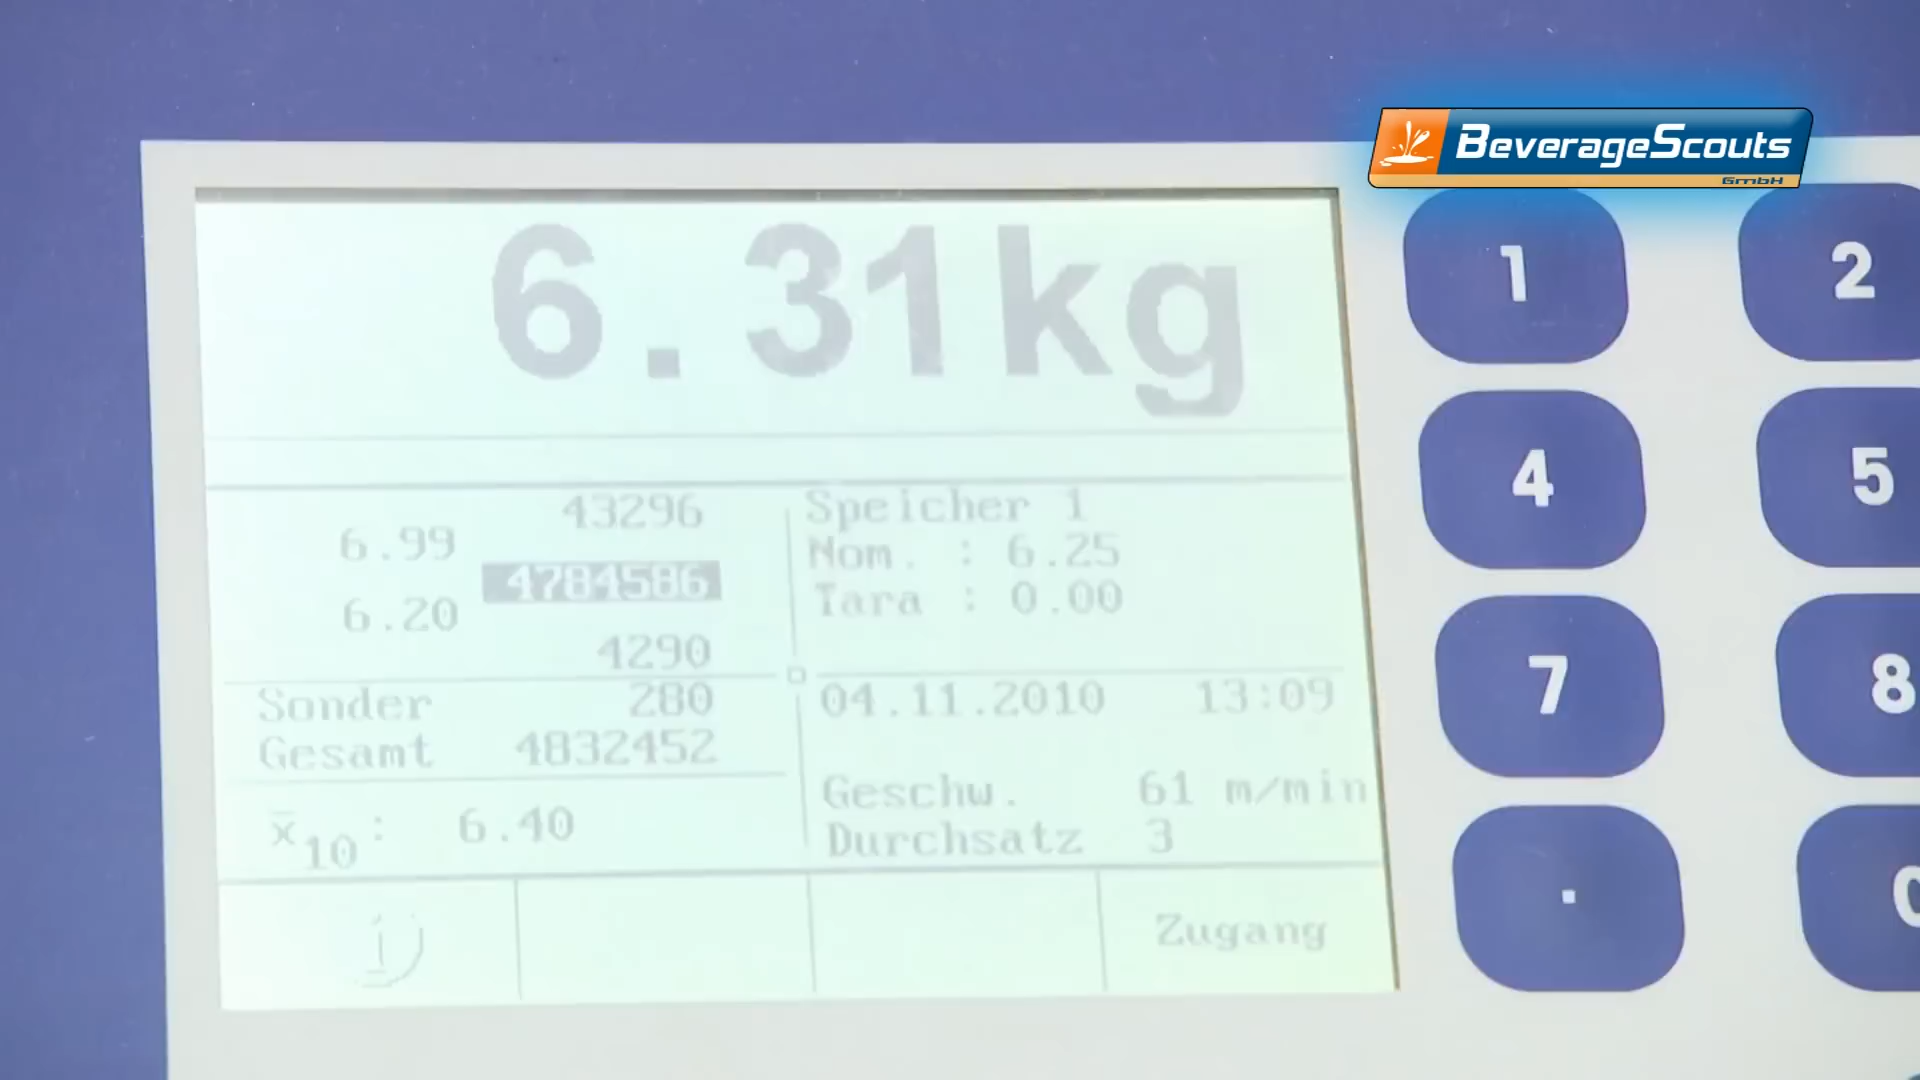 BeverageScouts
GmbH
6.31kg
43296
6.99
4784586
6.20
4290
Sonder 280
Gesamt 4832452
x̄10: 6.40
Speicher 1
Nom. : 6.25
Tara : 0.00
04.11.2010 13:09
Geschw. 61 m/min
Durchsatz 3
i
Zugang
1 2
4 5
7 8
. 0